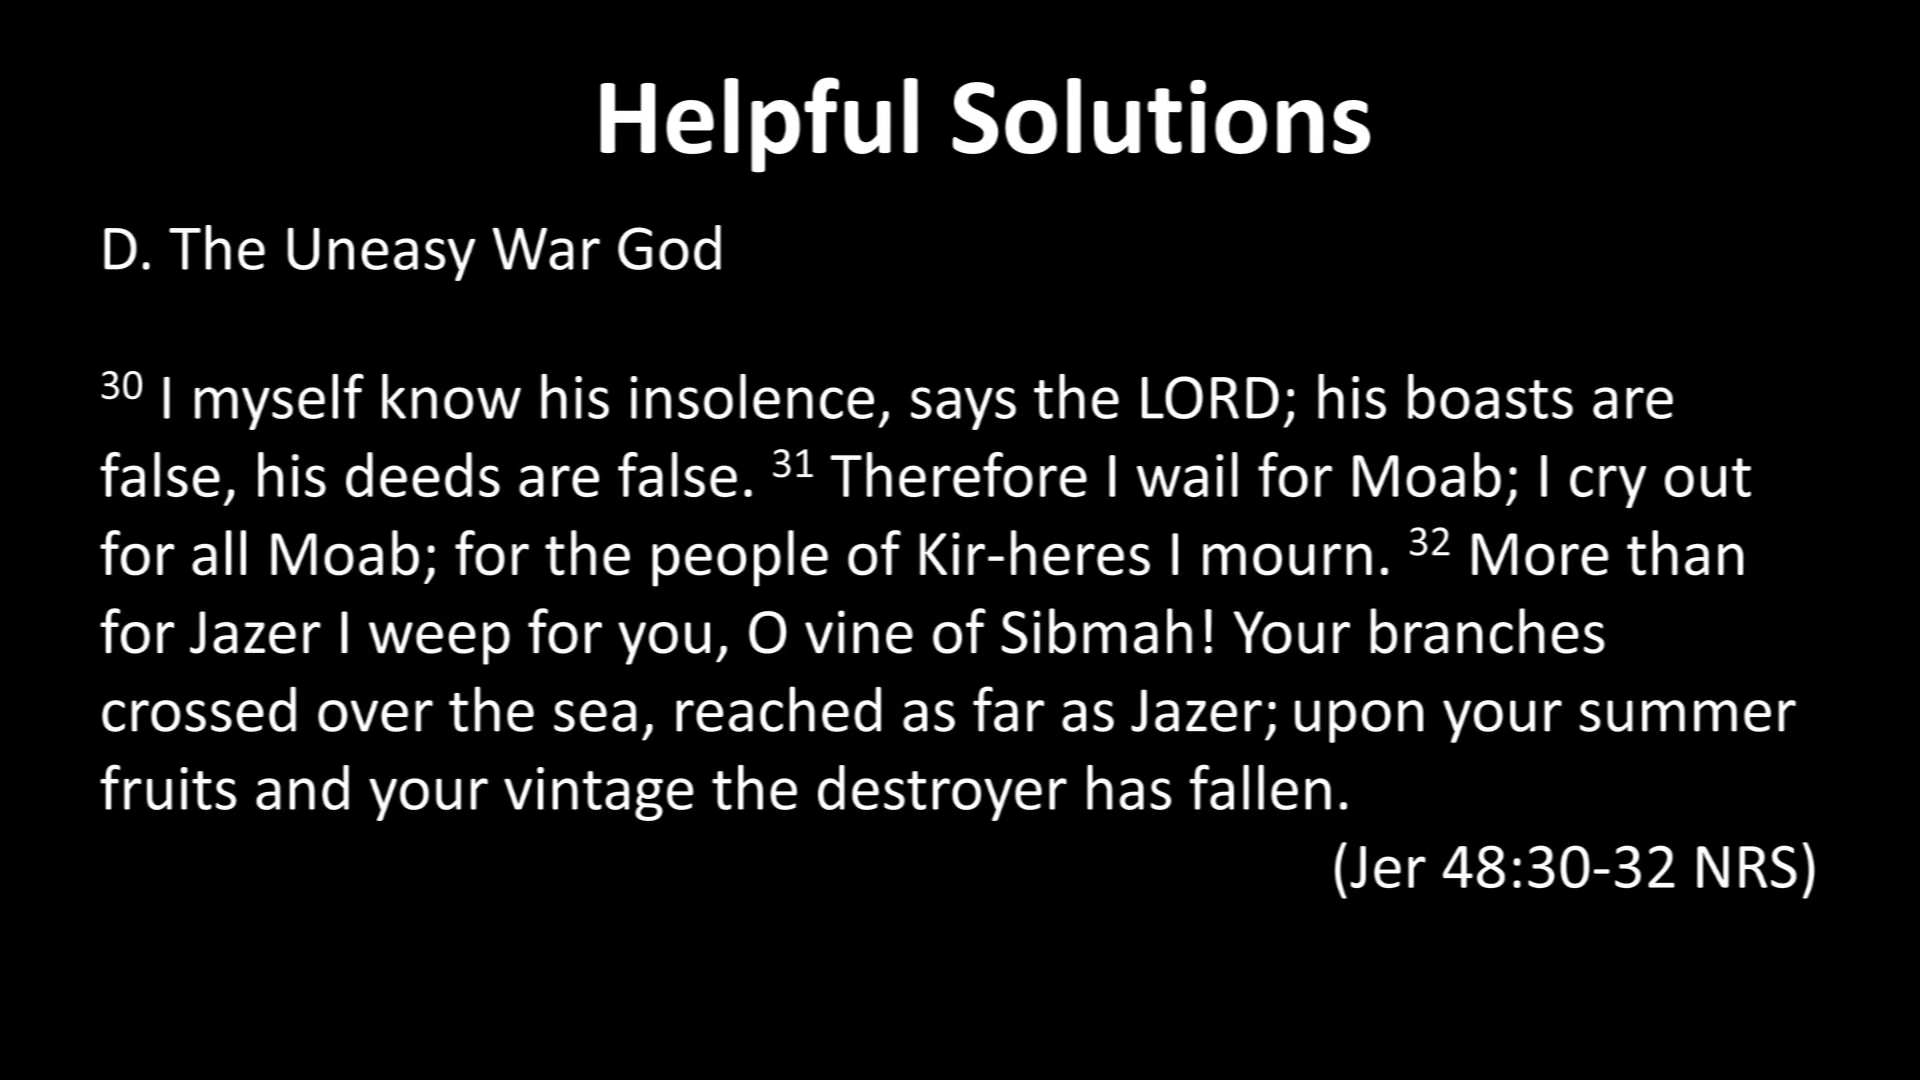 Helpful Solutions
D. The Uneasy War God
30 I myself know his insolence, says the LORD; his boasts are
false, his deeds are false. 31 Therefore I wail for Moab; I cry out
for all Moab; for the people of Kir-heres I mourn. 32 More than
for Jazer I weep for you, O vine of Sibmah! Your branches
crossed over the sea, reached as far as Jazer; upon your summer
fruits and your vintage the destroyer has fallen.
(Jer 48:30-32 NRS)